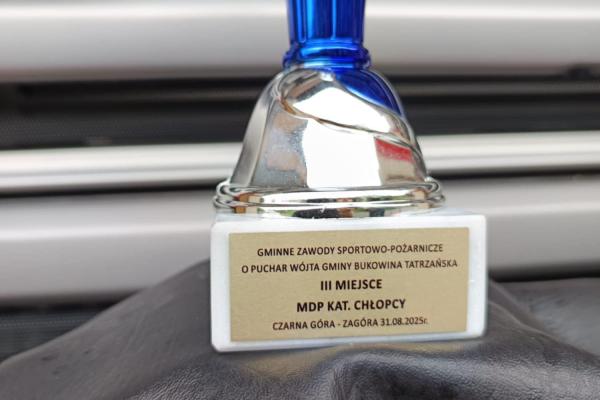 GMINNE ZAWODY SPORTOWO-POŻARNICZE
O PUCHAR WÓJTA GMINY BUKOWINA TATRZAŃSKA
III MIEJSCE
MDP KAT. CHŁOPCY
CZARNA GÓRA - ZAGÓRA 31.08.2025r.